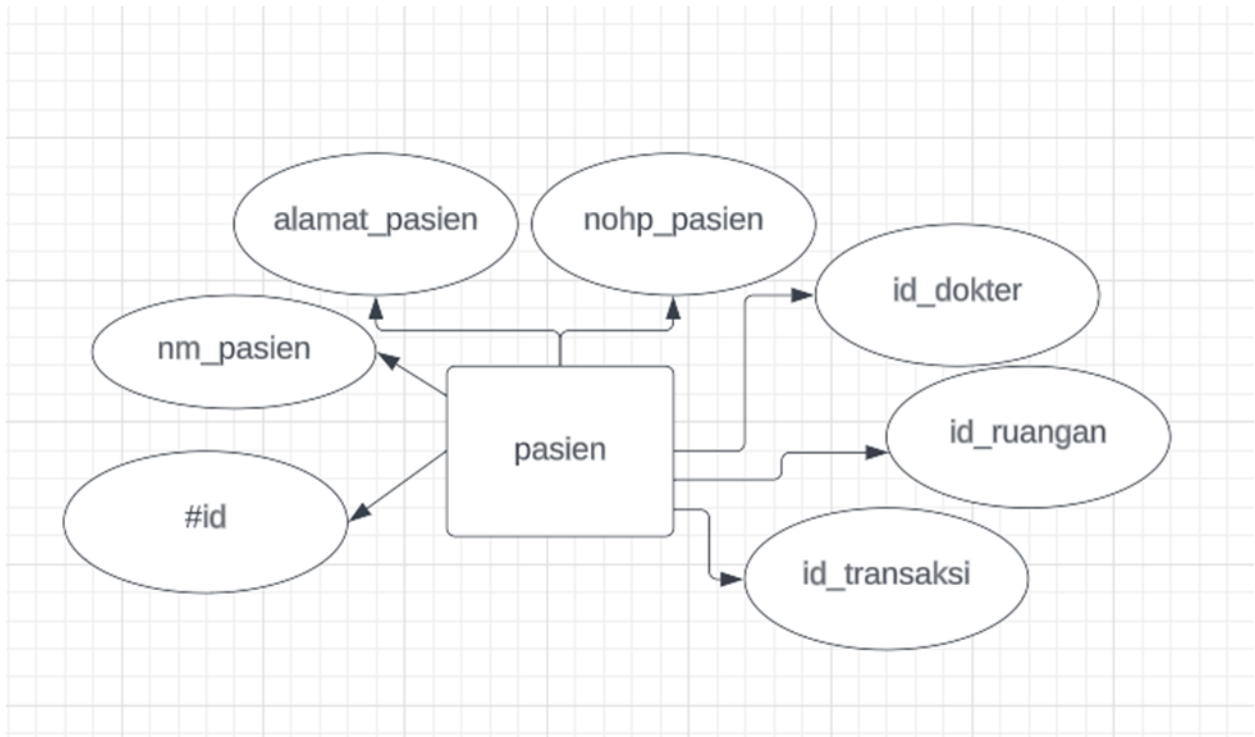 alamat_pasien
nohp_pasien
id_dokter
nm_pasien
id_ruangan
pasien
#id
id_transaksi